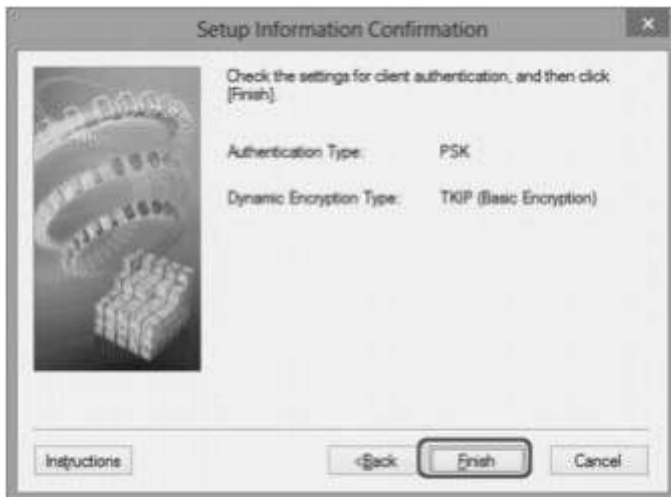 Setup Information Confirmation
Check the settings for client authentication, and then click
[Finish].
Authentication Type: PSK
Dynamic Encryption Type: TKIP (Basic Encryption)
Instructions
<Back
Finish
Cancel